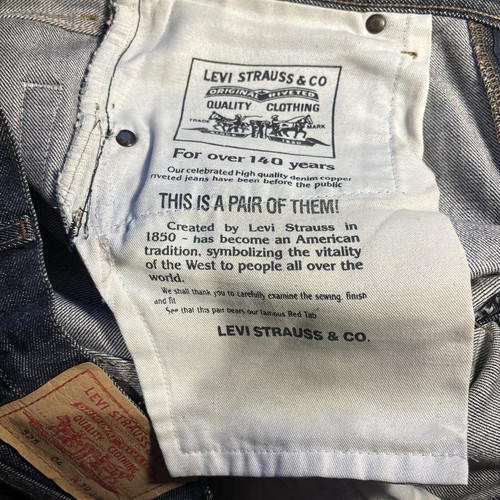 LEVI STRAUSS & CO
ORIGINAL RIVETED
QUALITY CLOTHING
TRADE MARK
For over 140 years
Our celebrated high quality denim copper
riveted jeans have been before the public
THIS IS A PAIR OF THEM!
Created by Levi Strauss in
1850 - has become an American
tradition, symbolizing the vitality
of the West to people all over the
world.
We shall thank you to carefully examine the sewing, finish
and fit
See that this pair bears our famous Red Tab
LEVI STRAUSS & CO.
LEVI STRAUSS
QUALITY CLOTHING